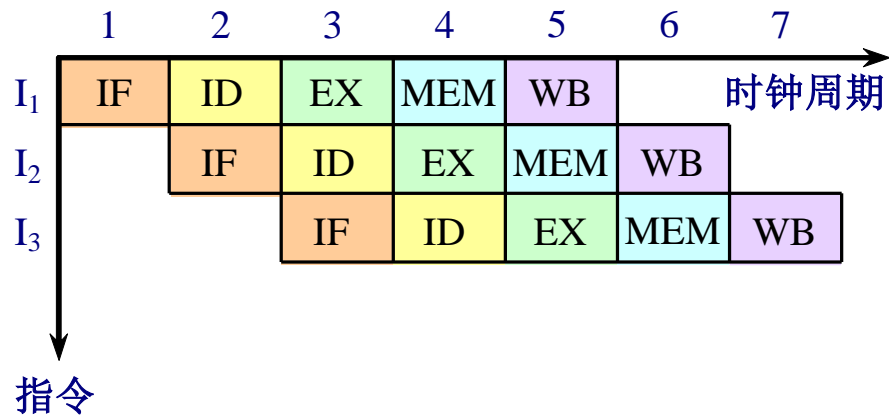 1 2 3 4 5 6 7
时钟周期
I₁ IF ID EX MEM WB
I₂ IF ID EX MEM WB
I₃ IF ID EX MEM WB
指令